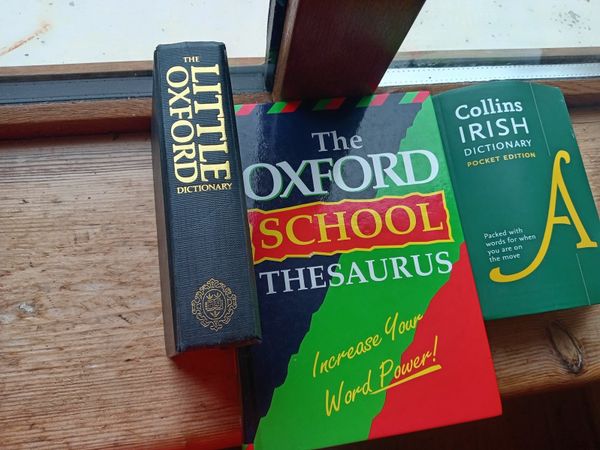 THE
LITTLE
OXFORD
DICTIONARY
The
OXFORD
SCHOOL
THESAURUS
Increase Your
Word Power!
Collins
IRISH
DICTIONARY
POCKET EDITION
Packed with
words for when
you are on
the move
A